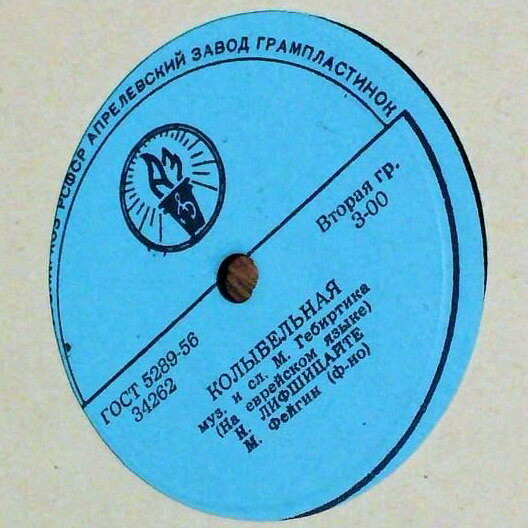 РСФСР АПРЕЛЕВСКИЙ ЗАВОД ГРАМПЛАСТИНОК
Вторая гр.
3-00
ГОСТ 5289-56
34262
КОЛЫБЕЛЬНАЯ
муз. и сл. М. Гебиртика
(На еврейском языке)
Н. ЛИФШИЦАЙТЕ
М. Фейгин (ф-но)